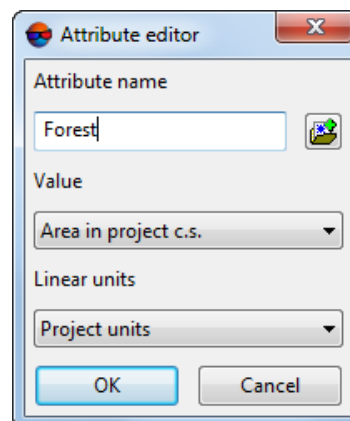 Attribute editor
Attribute name
Forest
Value
Area in project c.s.
Linear units
Project units
OK
Cancel